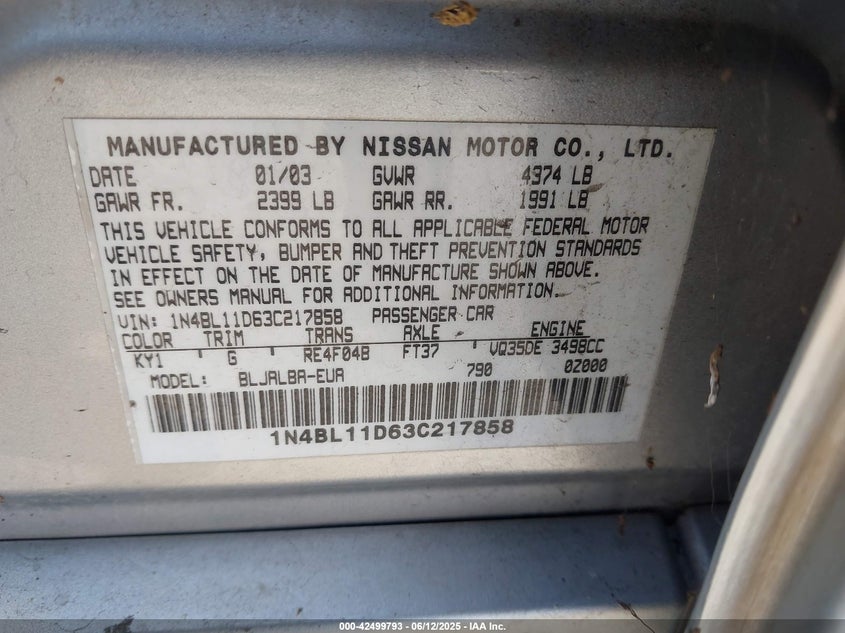 MANUFACTURED BY NISSAN MOTOR CO., LTD.
DATE 01/03 GVWR 4374 LB
GAWR FR. 2399 LB GAWR RR. 1991 LB
THIS VEHICLE CONFORMS TO ALL APPLICABLE FEDERAL MOTOR
VEHICLE SAFETY, BUMPER AND THEFT PREVENTION STANDARDS
IN EFFECT ON THE DATE OF MANUFACTURE SHOWN ABOVE.
SEE OWNERS MANUAL FOR ADDITIONAL INFORMATION.
VIN: 1N4BL11D63C217858 PASSENGER CAR
COLOR TRIM TRANS AXLE ENGINE
KY1 ' G ' RE4F04B FT37 ' VQ35DE 3498CC
MODEL: BLJALBA-EUA 790 0Z000
1N4BL11D63C217858
000-42499793 - 06/12/2025 - IAA Inc.